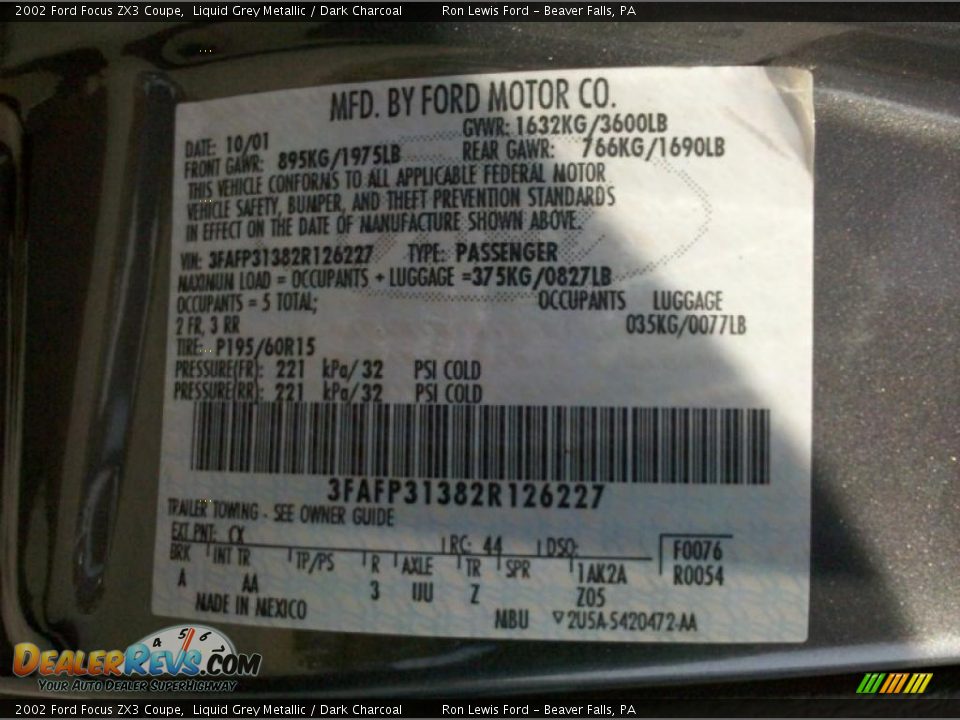 2002 Ford Focus ZX3 Coupe,  Liquid Grey Metallic / Dark Charcoal Ron Lewis Ford - Beaver Falls, PA
MFD. BY FORD MOTOR CO.
DATE: 10/01 GVWR: 1632KG/3600LB
FRONT GAWR: 895KG/1975LB REAR GAWR: 766KG/1690LB
THIS VEHICLE CONFORMS TO ALL APPLICABLE FEDERAL MOTOR
VEHICLE SAFETY, BUMPER, AND THEFT PREVENTION STANDARDS
IN EFFECT ON THE DATE OF MANUFACTURE SHOWN ABOVE.
VIN: 3FAFP31382R126227 TYPE: PASSENGER
MAXIMUM LOAD = OCCUPANTS + LUGGAGE =375KG/0827LB
OCCUPANTS = 5 TOTAL; OCCUPANTS LUGGAGE
2 FR, 3 RR 035KG/0077LB
TIRE: P195/60R15
PRESSURE(FR): 221 kPa/32 PSI COLD
PRESSURE(RR): 221 kPa/32 PSI COLD
3FAFP31382R126227
TRAILER TOWING - SEE OWNER GUIDE
EXT PNT: CX RC: 44 DSO: F0076
BRK INT TR TP/PS R AXLE TR SPR 1AK2A R0054
A AA 3 UU Z Z05
MADE IN MEXICO MBU 2U5A-5420472-AA
4 5 6
DEALERREVS.COM
YOUR AUTO DEALER SUPERHIGHWAY
2002 Ford Focus ZX3 Coupe,  Liquid Grey Metallic / Dark Charcoal Ron Lewis Ford - Beaver Falls, PA